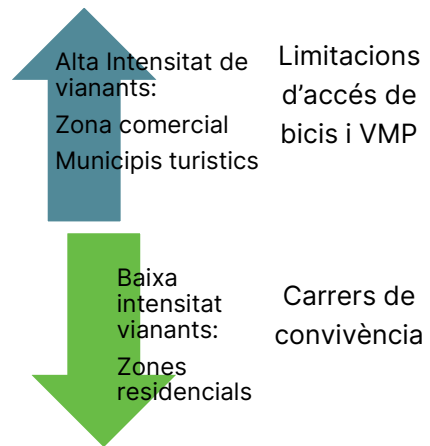 Alta Intensitat de
vianants:
Zona comercial
Municipis turistics
Limitacions
d’accés de
bicis i VMP
Baixa
intensitat
vianants:
Zones
residencials
Carrers de
convivència